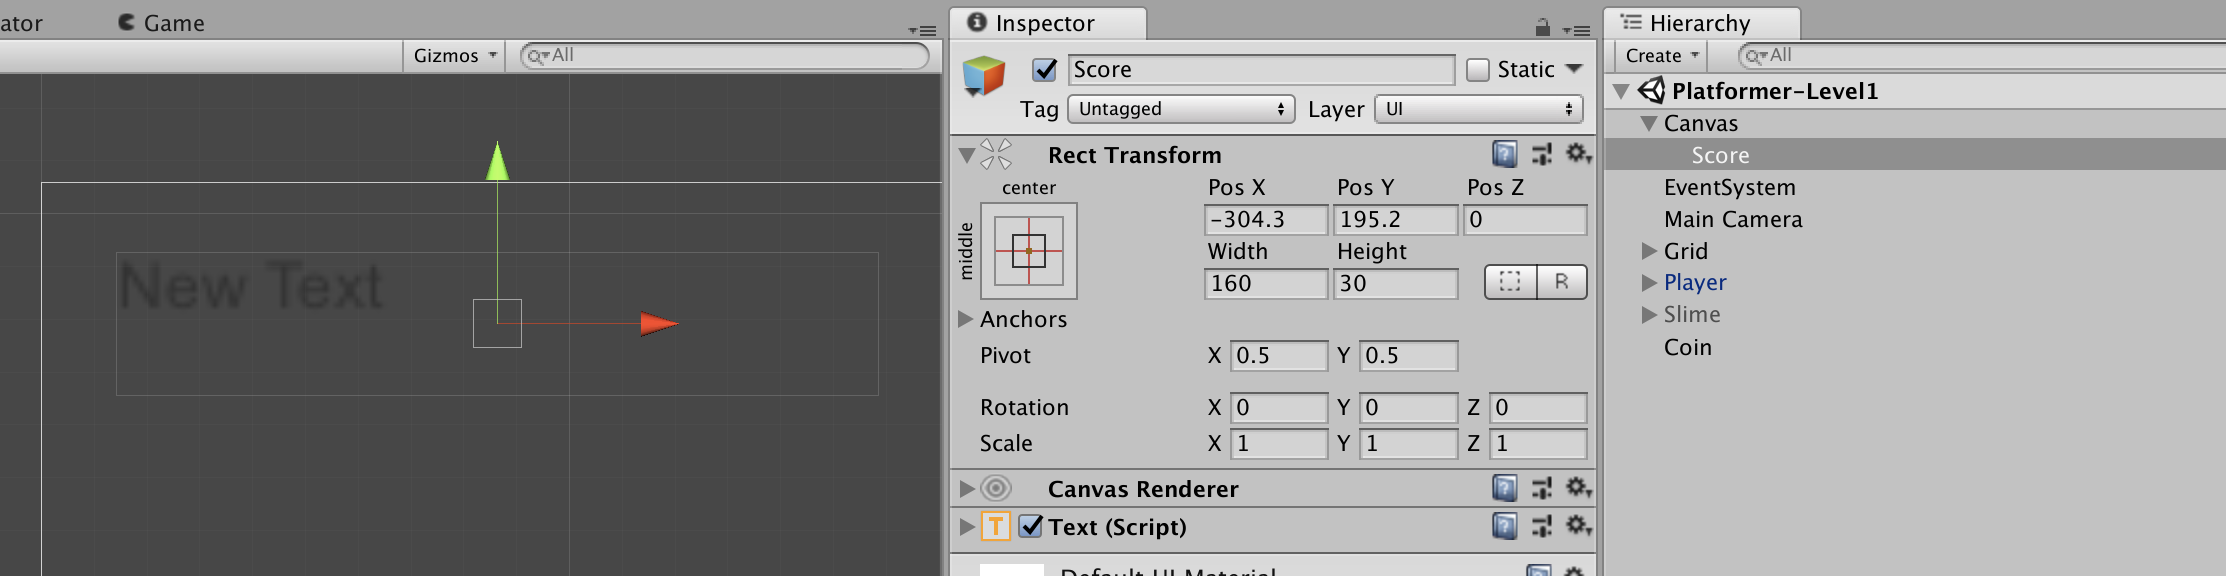 ator
Game
Gizmos
All
New Text
Inspector
Score
Static
Tag
Untagged
Layer
UI
Rect Transform
center
middle
Pos X
Pos Y
Pos Z
-304.3
195.2
0
Width
Height
160
30
R
Anchors
Pivot
X 0.5
Y 0.5
Rotation
X 0
Y 0
Z 0
Scale
X 1
Y 1
Z 1
Canvas Renderer
T
Text (Script)
Default UI Material
Hierarchy
Create
All
Platformer-Level1
Canvas
Score
EventSystem
Main Camera
Grid
Player
Slime
Coin